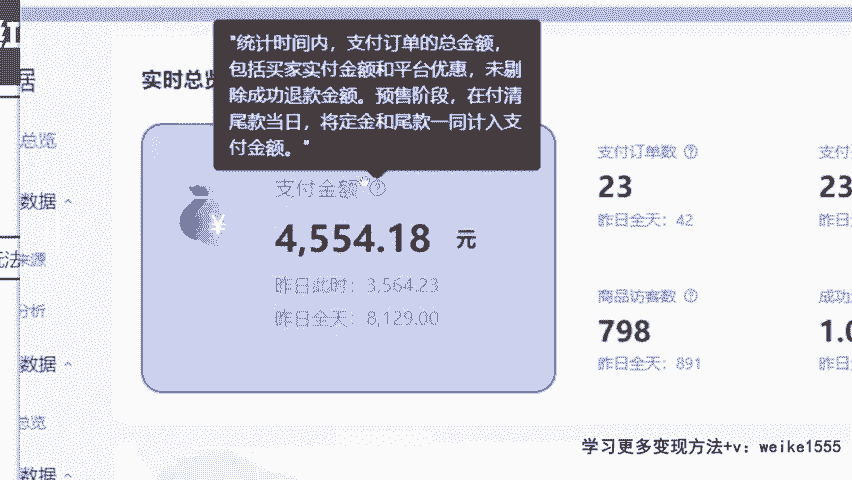 "统计时间内，支付订单的总金额，
包括买家实付金额和平台优惠，未剔
除成功退款金额。预售阶段，在付清
尾款当日，将定金和尾款一同计入支
付金额。"
实时总览
支付金额
¥
4,554.18 元
昨日此时：3,564.23
昨日全天：8,129.00
支付订单数
23
昨日全天：42
商品访客数
798
昨日全天：891
支付
23
昨日全
成功
1.0
昨日全
总览
数据
来源
分析
数据
总览
数据
学习更多变现方法+v：weike1555